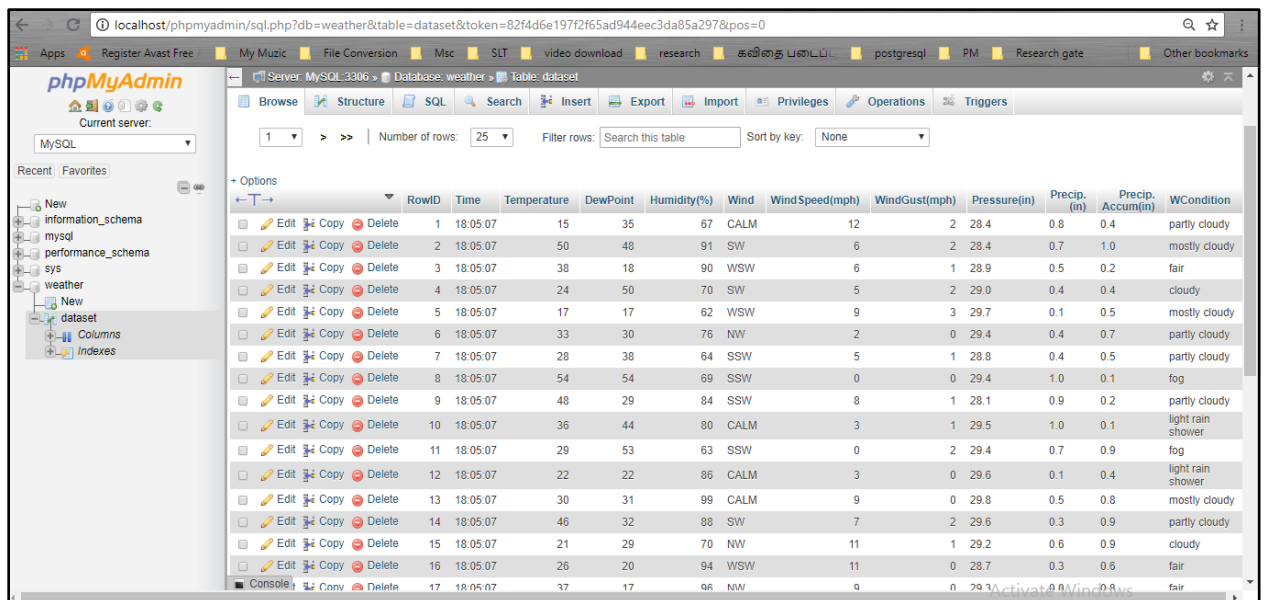 localhost/phpmyadmin/sql.php?db=weather&table=dataset&token=82f4d6e197f2f65ad944eec3da85a297&pos=0
Apps Register Avast Free My Muzic File Conversion Msc SLT video download research கவிதை படைப்ப postgresql PM Research gate Other bookmarks
phpMyAdmin
Current server:
MySQL
Recent Favorites
New
information_schema
mysql
performance_schema
sys
weather
New
dataset
Columns
Indexes
Server: MySQL:3306 » Database: weather » Table: dataset
Browse Structure SQL Search Insert Export Import Privileges Operations Triggers
1 > >> | Number of rows: 25 Filter rows: Search this table Sort by key: None
+ Options
←T→ RowID Time Temperature DewPoint Humidity(%) Wind WindSpeed(mph) WindGust(mph) Pressure(in) Precip. (in) Precip. Accum(in) WCondition
Edit Copy Delete 1 18:05:07 15 35 67 CALM 12 2 28.4 0.8 0.4 partly cloudy
Edit Copy Delete 2 18:05:07 50 48 91 SW 6 2 28.4 0.7 1.0 mostly cloudy
Edit Copy Delete 3 18:05:07 38 18 90 WSW 6 1 28.9 0.5 0.2 fair
Edit Copy Delete 4 18:05:07 24 50 70 SW 5 2 29.0 0.4 0.4 cloudy
Edit Copy Delete 5 18:05:07 17 17 62 WSW 9 3 29.7 0.1 0.5 mostly cloudy
Edit Copy Delete 6 18:05:07 33 30 76 NW 2 0 29.4 0.4 0.7 partly cloudy
Edit Copy Delete 7 18:05:07 28 38 64 SSW 5 1 28.8 0.4 0.5 partly cloudy
Edit Copy Delete 8 18:05:07 54 54 69 SSW 0 0 29.4 1.0 0.1 fog
Edit Copy Delete 9 18:05:07 48 29 84 SSW 8 1 28.1 0.9 0.2 partly cloudy
Edit Copy Delete 10 18:05:07 36 44 80 CALM 3 1 29.5 1.0 0.1 light rain shower
Edit Copy Delete 11 18:05:07 29 53 63 SSW 0 2 29.4 0.7 0.9 fog
Edit Copy Delete 12 18:05:07 22 22 86 CALM 3 0 29.6 0.1 0.4 light rain shower
Edit Copy Delete 13 18:05:07 30 31 99 CALM 9 0 29.8 0.5 0.8 mostly cloudy
Edit Copy Delete 14 18:05:07 46 32 88 SW 7 2 29.6 0.3 0.9 partly cloudy
Edit Copy Delete 15 18:05:07 21 29 70 NW 11 1 29.2 0.6 0.9 cloudy
Edit Copy Delete 16 18:05:07 26 20 94 WSW 11 0 28.7 0.3 0.6 fair
Console Edit Copy Delete 17 18:05:07 37 17 96 NW 9 0 29.3 0.0 0.8 fair
Activate Windows